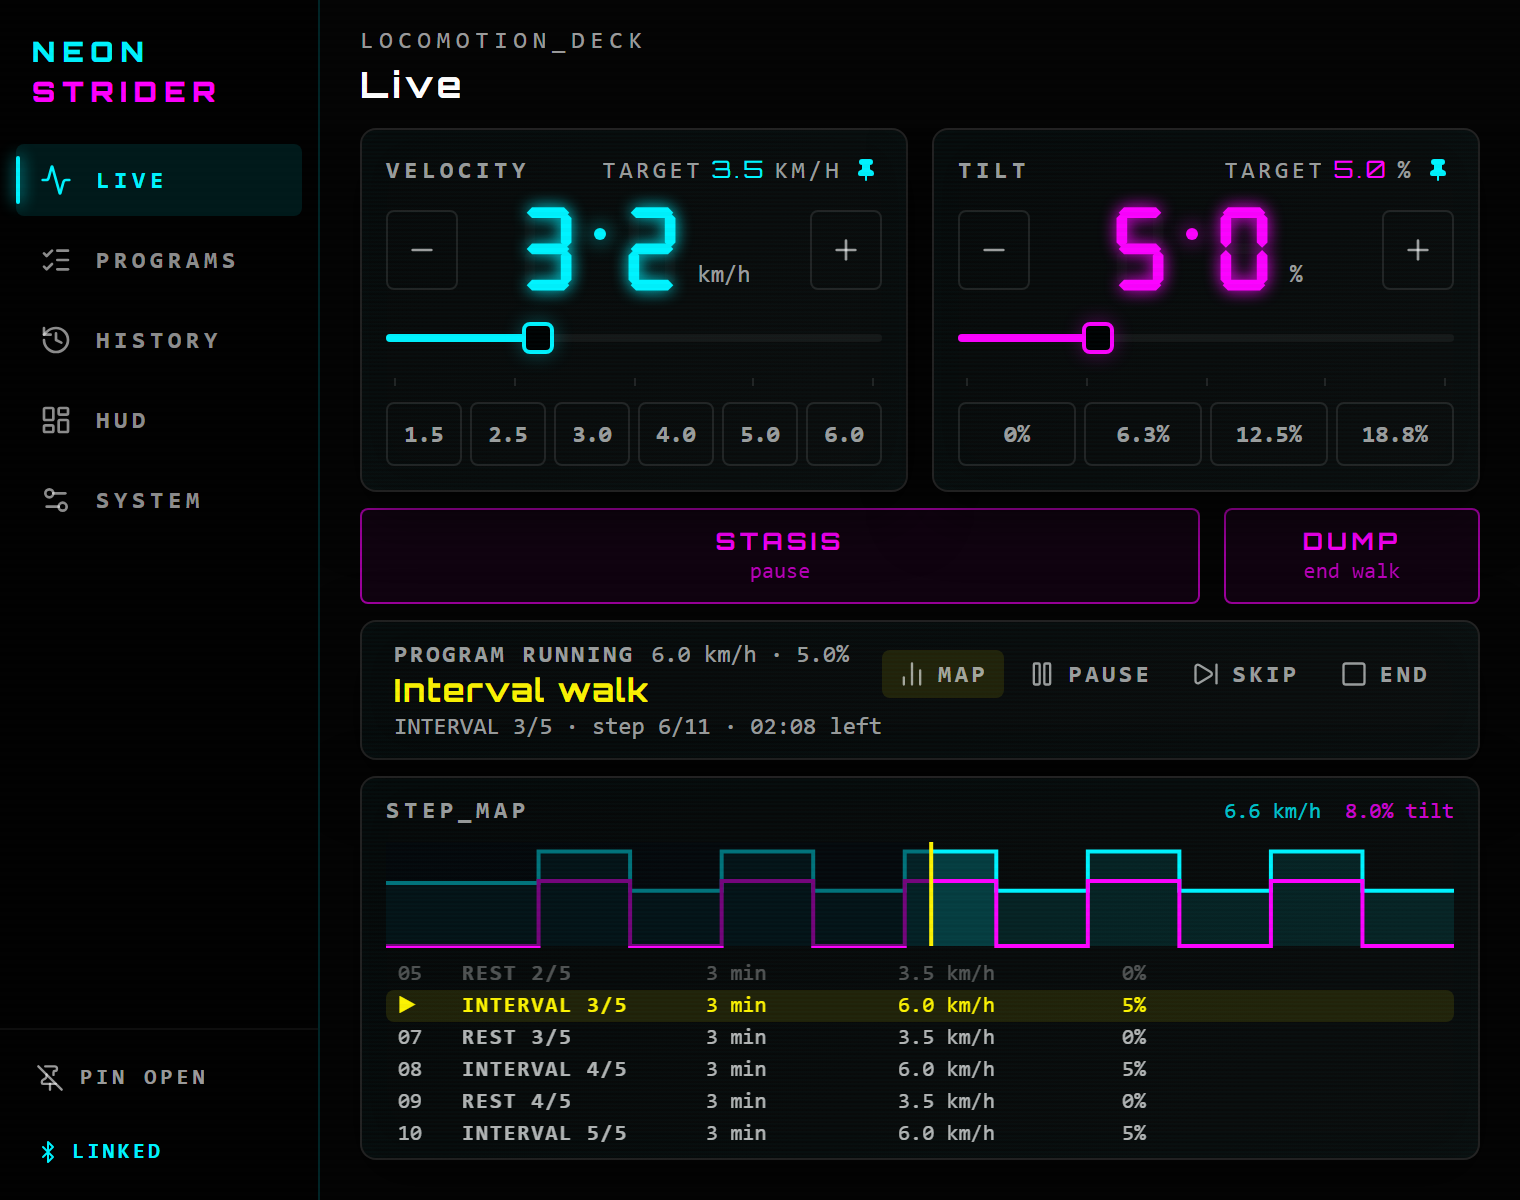 NEON
STRIDER
LIVE
PROGRAMS
HISTORY
HUD
SYSTEM
PIN OPEN
LINKED
LOCOMOTION_DECK
Live
VELOCITY TARGET 3.5 KM/H
3.2 km/h
1.5 2.5 3.0 4.0 5.0 6.0
TILT TARGET 5.0 %
5.0 %
0% 6.3% 12.5% 18.8%
STASIS
pause
DUMP
end walk
PROGRAM RUNNING 6.0 km/h · 5.0%
Interval walk
INTERVAL 3/5 · step 6/11 · 02:08 left
MAP PAUSE SKIP END
STEP_MAP 6.6 km/h 8.0% tilt
05 REST 2/5 3 min 3.5 km/h 0%
INTERVAL 3/5 3 min 6.0 km/h 5%
07 REST 3/5 3 min 3.5 km/h 0%
08 INTERVAL 4/5 3 min 6.0 km/h 5%
09 REST 4/5 3 min 3.5 km/h 0%
10 INTERVAL 5/5 3 min 6.0 km/h 5%